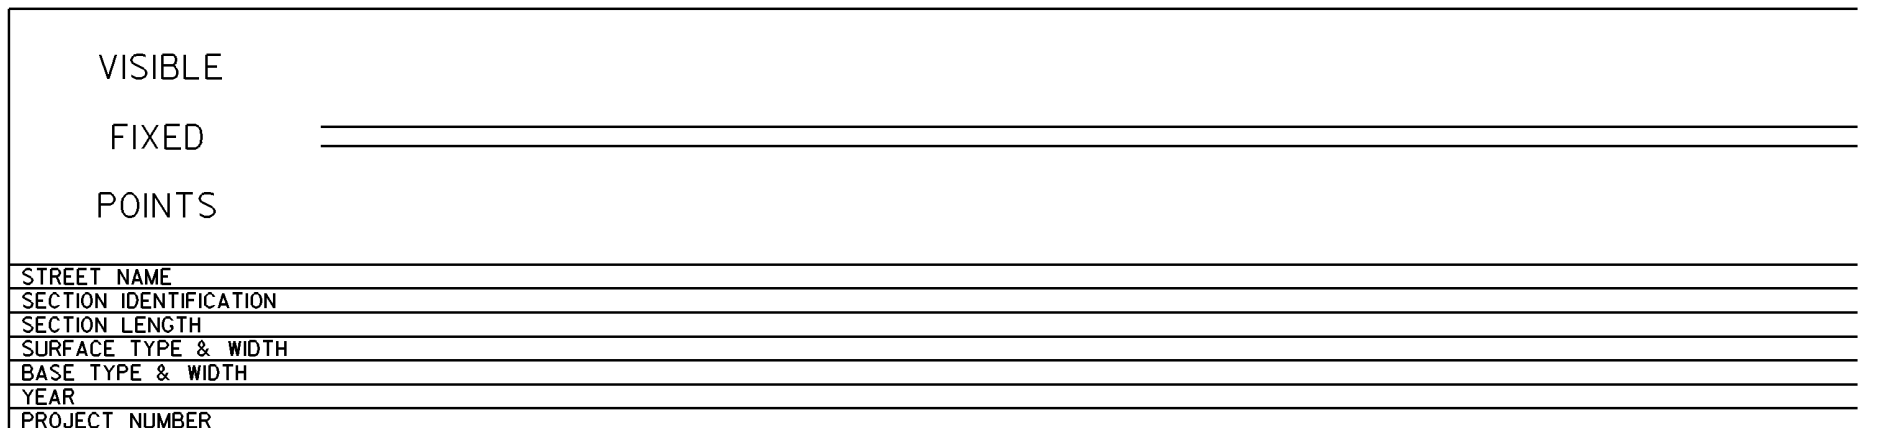 VISIBLE
FIXED
POINTS
STREET NAME
SECTION IDENTIFICATION
SECTION LENGTH
SURFACE TYPE & WIDTH
BASE TYPE & WIDTH
YEAR
PROJECT NUMBER